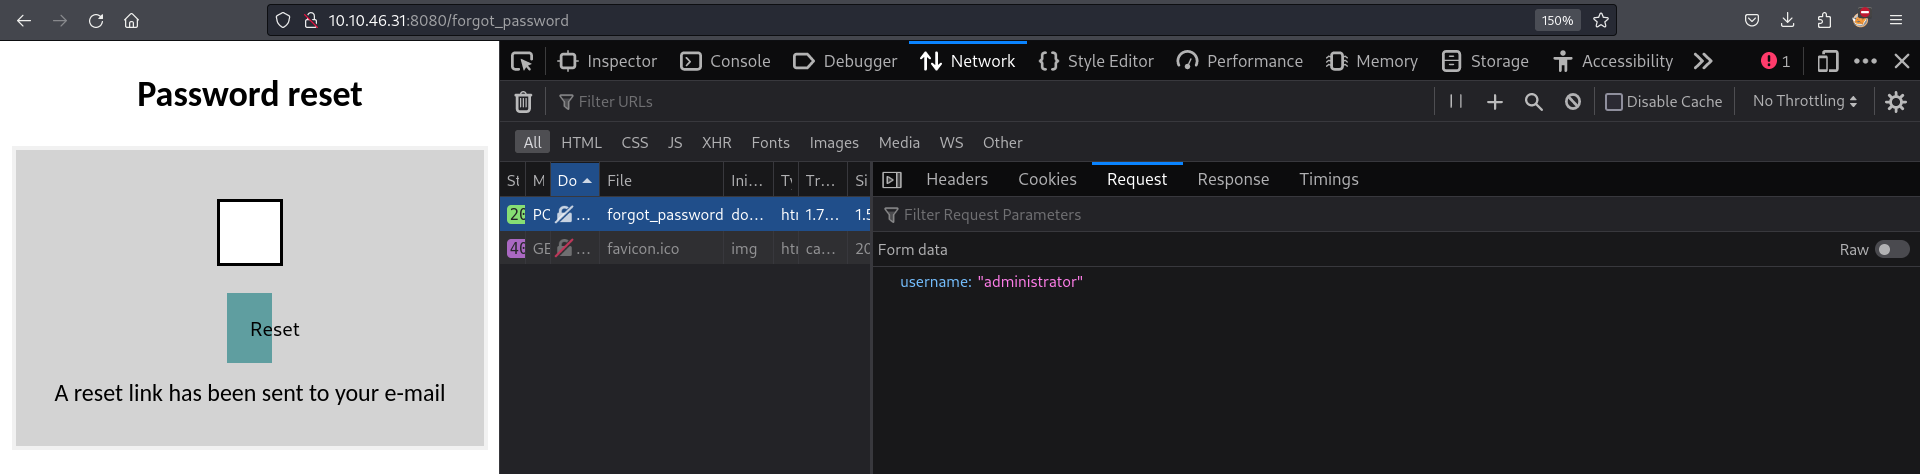 10.10.46.31:8080/forgot_password 150%
Password reset
Reset
A reset link has been sent to your e-mail
Inspector Console Debugger Network Style Editor Performance Memory Storage Accessibility 1
Filter URLs Disable Cache No Throttling
All HTML CSS JS XHR Fonts Images Media WS Other
St M Do File Ini... Ty Tr... Si
20 PO ... forgot_password do... htm 1.7... 1.5
40 GE ... favicon.ico img htm ca... 20
Headers Cookies Request Response Timings
Filter Request Parameters
Form data Raw
username: "administrator"